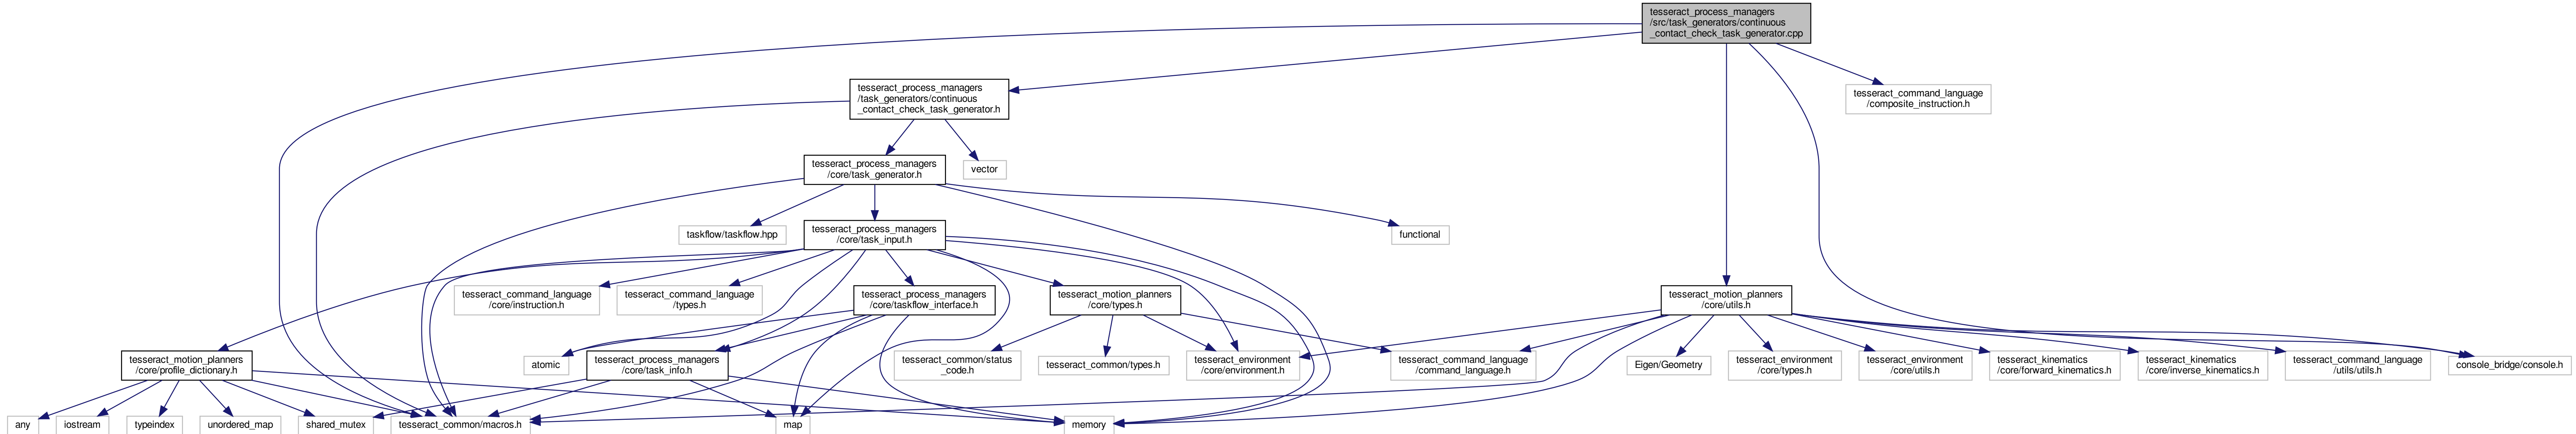 tesseract_process_managers
/src/task_generators/continuous
_contact_check_task_generator.cpp
tesseract_process_managers
/task_generators/continuous
_contact_check_task_generator.h
tesseract_command_language
/composite_instruction.h
tesseract_process_managers
/core/task_generator.h
vector
taskflow/taskflow.hpp
tesseract_process_managers
/core/task_input.h
functional
tesseract_command_language
/core/instruction.h
tesseract_command_language
/types.h
tesseract_process_managers
/core/taskflow_interface.h
tesseract_motion_planners
/core/types.h
tesseract_motion_planners
/core/utils.h
tesseract_motion_planners
/core/profile_dictionary.h
atomic
tesseract_process_managers
/core/task_info.h
tesseract_common/status
_code.h
tesseract_common/types.h
tesseract_environment
/core/environment.h
tesseract_command_language
/command_language.h
Eigen/Geometry
tesseract_environment
/core/types.h
tesseract_environment
/core/utils.h
tesseract_kinematics
/core/forward_kinematics.h
tesseract_kinematics
/core/inverse_kinematics.h
tesseract_command_language
/utils/utils.h
console_bridge/console.h
any
iostream
typeindex
unordered_map
shared_mutex
tesseract_common/macros.h
map
memory